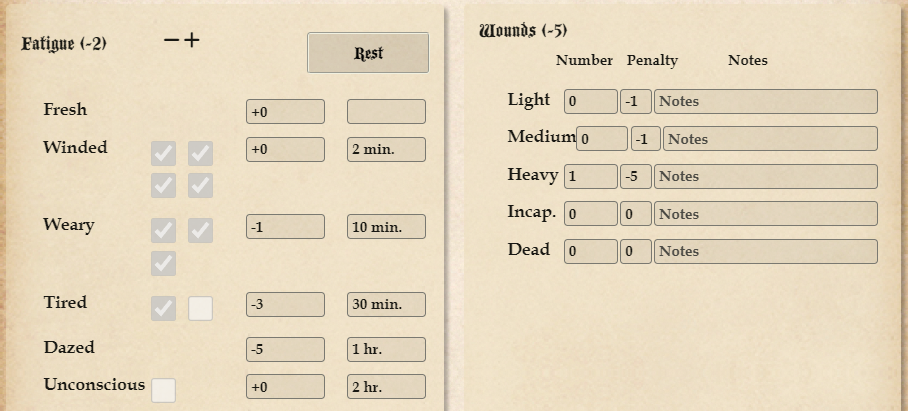 Fatigue (-2) − +
Rest
Fresh +0
Winded +0 2 min.
Weary -1 10 min.
Tired -3 30 min.
Dazed -5 1 hr.
Unconscious +0 2 hr.
Wounds (-5)
Number Penalty Notes
Light 0 -1 Notes
Medium 0 -1 Notes
Heavy 1 -5 Notes
Incap. 0 0 Notes
Dead 0 0 Notes